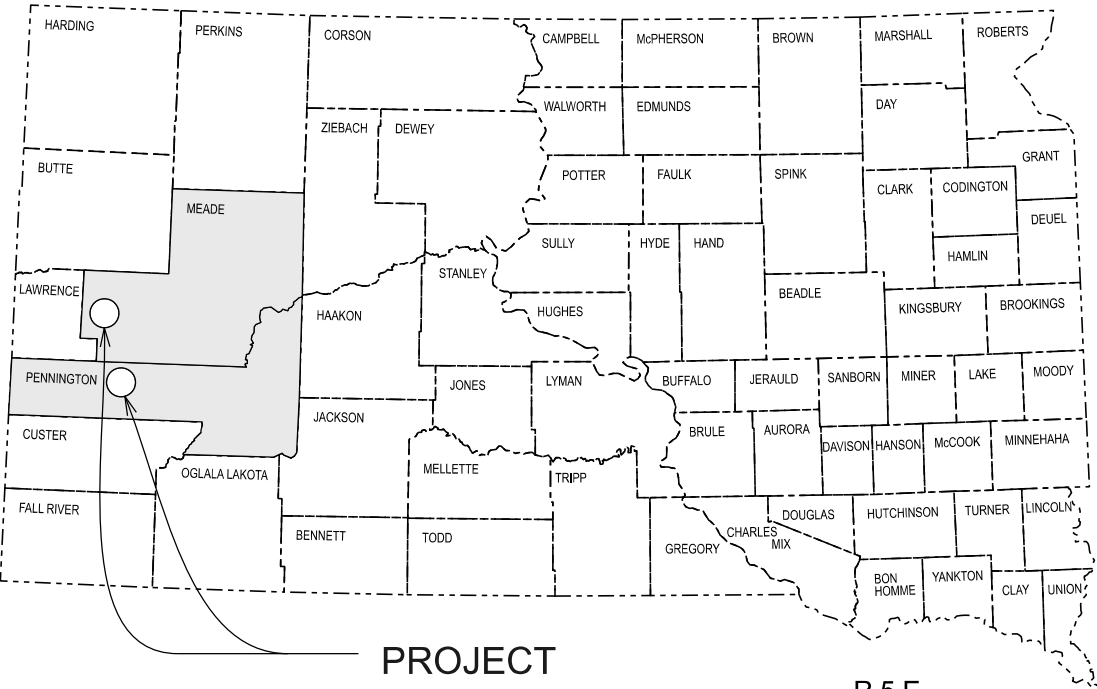 HARDING
PERKINS
CORSON
CAMPBELL
McPHERSON
BROWN
MARSHALL
ROBERTS
WALWORTH
EDMUNDS
DAY
ZIEBACH
DEWEY
GRANT
BUTTE
POTTER
FAULK
SPINK
CLARK
CODINGTON
MEADE
DEUEL
SULLY
HYDE
HAND
HAMLIN
STANLEY
LAWRENCE
BEADLE
HAAKON
HUGHES
KINGSBURY
BROOKINGS
PENNINGTON
JONES
LYMAN
BUFFALO
JERAULD
SANBORN
MINER
LAKE
MOODY
JACKSON
CUSTER
BRULE
AURORA
DAVISON
HANSON
McCOOK
MINNEHAHA
OGLALA LAKOTA
MELLETTE
TRIPP
FALL RIVER
DOUGLAS
HUTCHINSON
TURNER
LINCOLN
BENNETT
TODD
GREGORY
CHARLES
MIX
BON
HOMME
YANKTON
CLAY
UNION
PROJECT
R 5 E